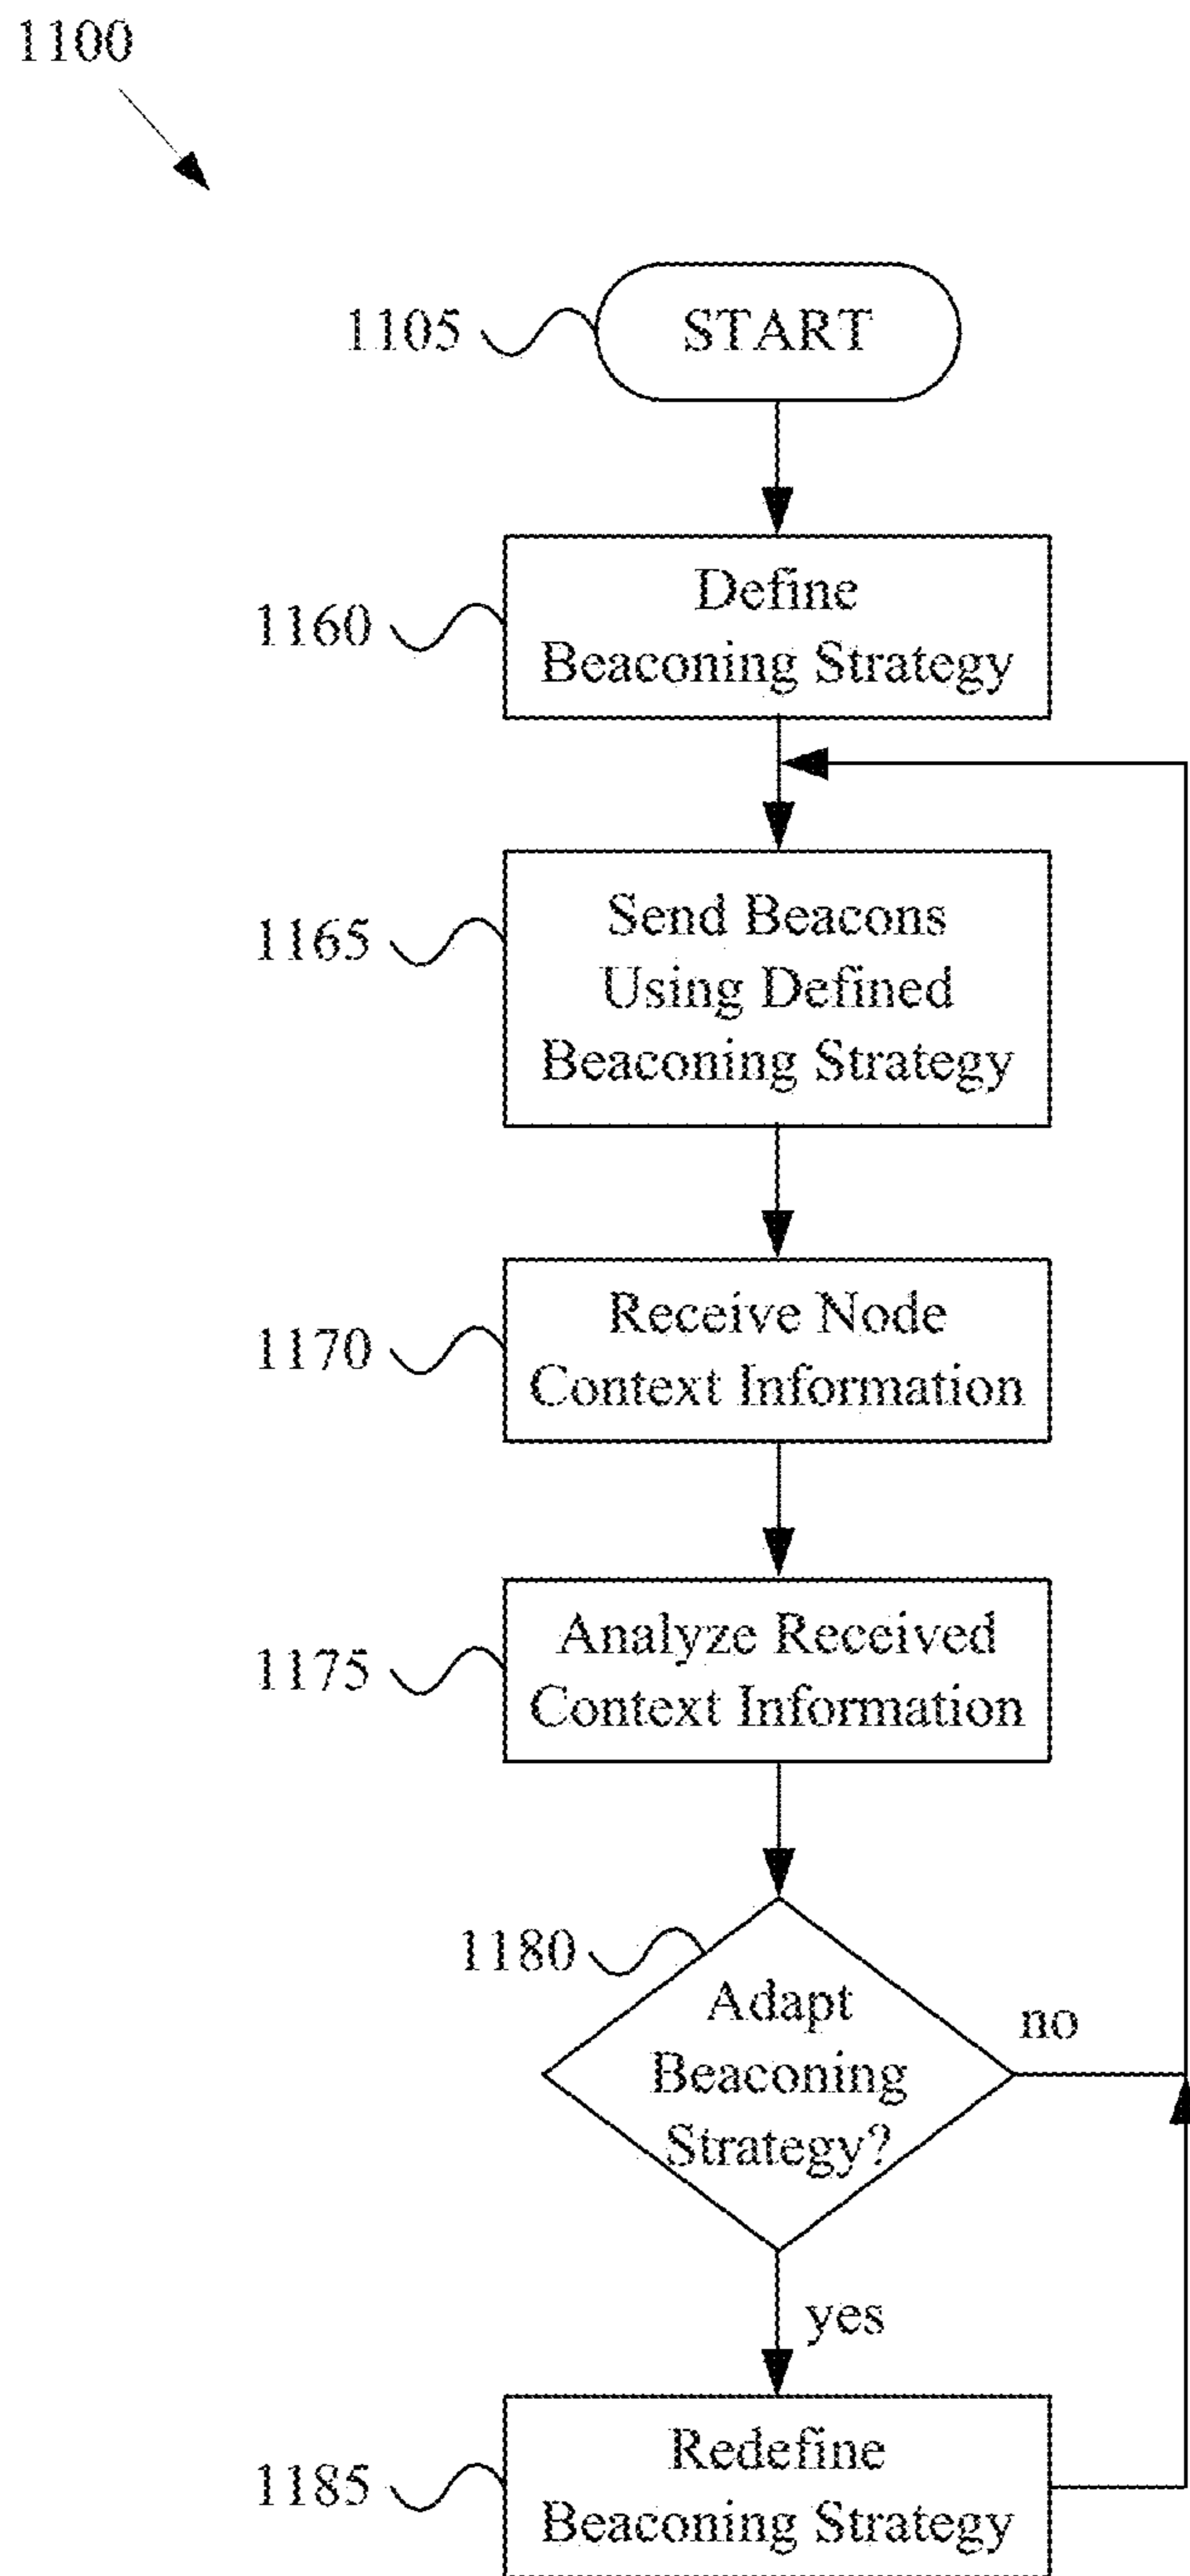 1100
1105
START
1160
Define
Beaconing Strategy
1165
Send Beacons
Using Defined
Beaconing Strategy
1170
Receive Node
Context Information
1175
Analyze Received
Context Information
1180
Adapt
Beaconing
Strategy?
no
yes
1185
Redefine
Beaconing Strategy